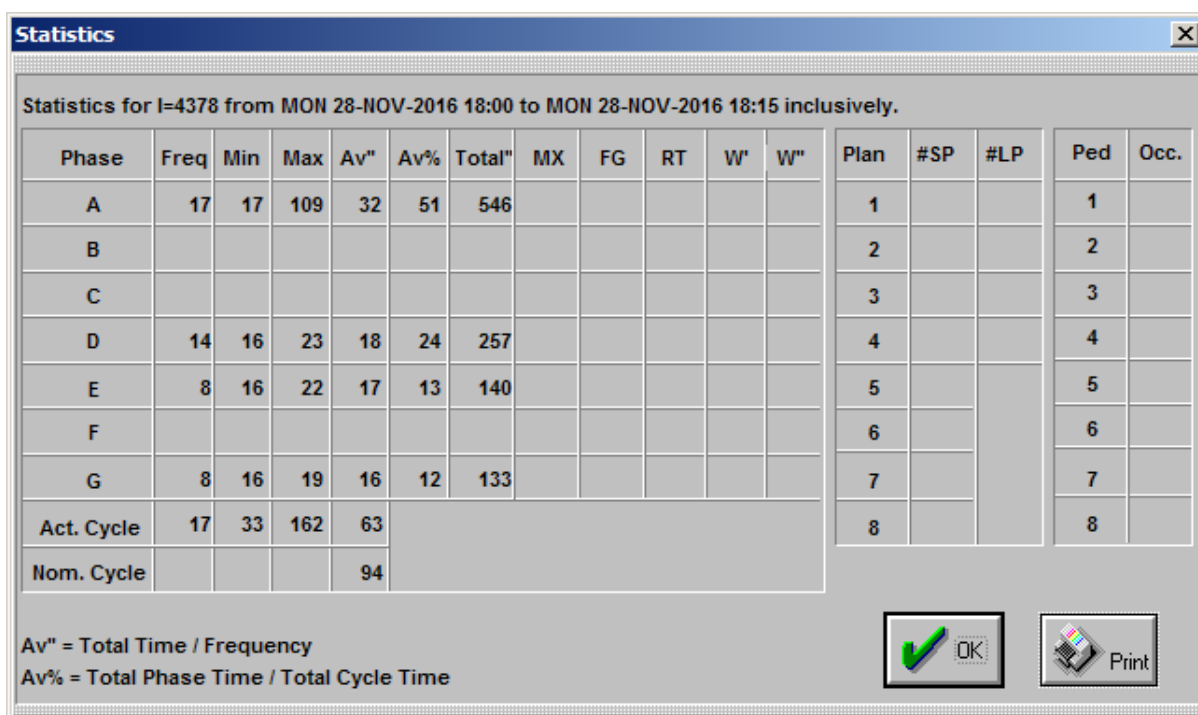 Statistics
Statistics for I=4378 from MON 28-NOV-2016 18:00 to MON 28-NOV-2016 18:15 inclusively.
Phase Freq Min Max Av" Av% Total" MX FG RT W' W" Plan #SP #LP Ped Occ.
A 17 17 109 32 51 546 1 1
B 2 2
C 3 3
D 14 16 23 18 24 257 4 4
E 8 16 22 17 13 140 5 5
F 6 6
G 8 16 19 16 12 133 7 7
Act. Cycle 17 33 162 63 8 8
Nom. Cycle 94
Av" = Total Time / Frequency
Av% = Total Phase Time / Total Cycle Time
OK Print